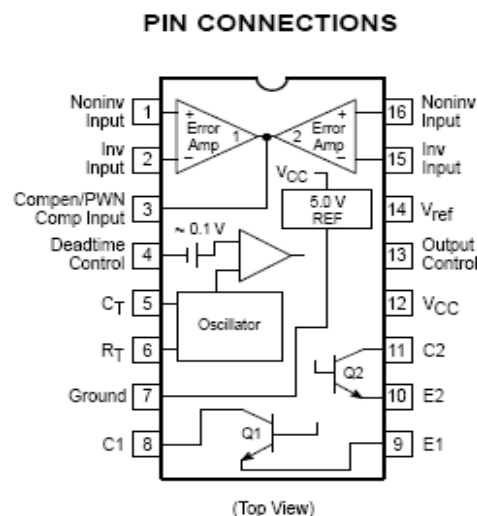 PIN CONNECTIONS
Noninv
Input
1
+
Error
Amp
1
2
+
Error
Amp
16
Noninv
Input
Inv
Input
2
–
–
15
Inv
Input
VCC
Compen/PWN
Comp Input
3
5.0 V
REF
14
Vref
Deadtime
Control
4
~ 0.1 V
13
Output
Control
CT
5
Oscillator
12
VCC
RT
6
11
C2
Q2
Ground
7
10
E2
C1
8
Q1
9
E1
(Top View)